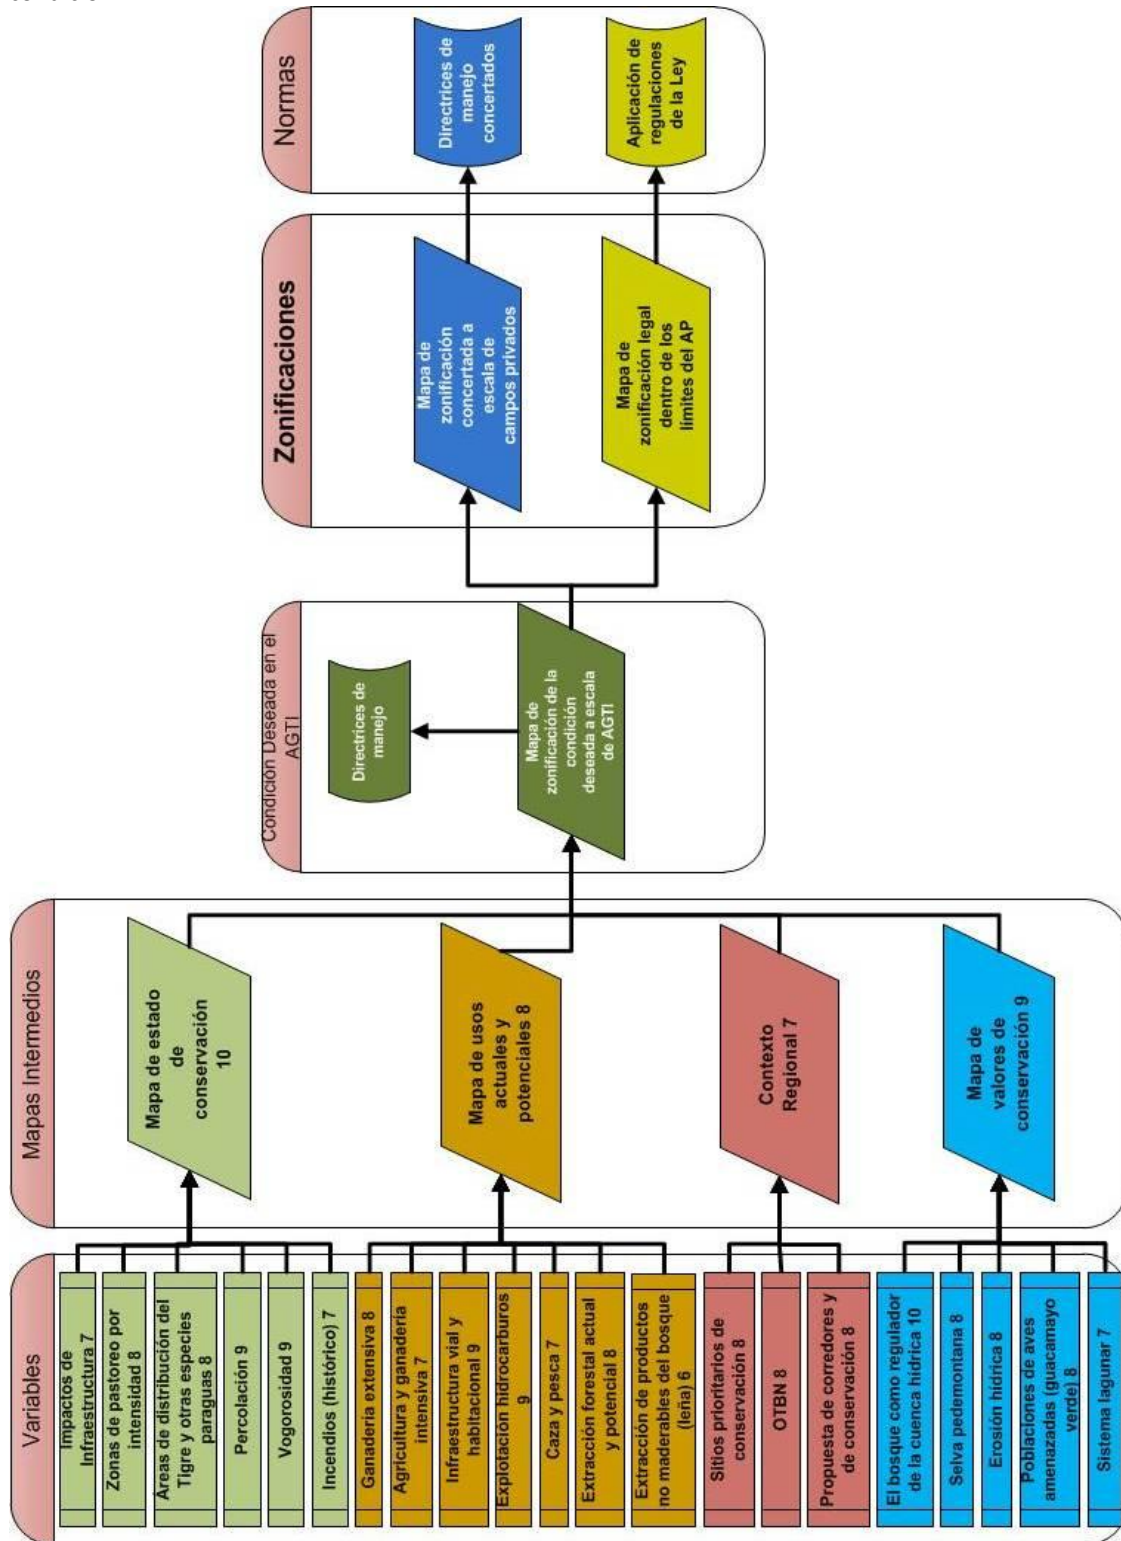 Variables
Impactos de
Infraestructura 7
Zonas de pastoreo por
intensidad 8
Áreas de distribución del
Tigre y otras especies
paraguas 8
Percolación 9
Vogorosidad 9
Incendios (histórico) 7
Ganadería extensiva 8
Agricultura y ganadería
intensiva 7
Infraestructura vial y
habitacional 9
Explotación hidrocarburos
9
Caza y pesca 7
Extracción forestal actual
y potencial 8
Extracción de productos
no maderables del bosque
(leña) 6
Sitios prioritarios de
conservación 8
OTBN 8
Propuesta de corredores y
de conservación 8
El bosque como regulador
de la cuenca hídrica 10
Selva pedemontana 8
Erosión hídrica 8
Poblaciones de aves
amenazadas (guacamayo
verde) 8
Sistema lagunar 7
Mapas Intermedios
Mapa de estado
de
conservación
10
Mapa de usos
actuales y
potenciales 8
Contexto
Regional 7
Mapa de
valores de
conservación 9
Condición Deseada en el
AGTI
Directrices de
manejo
Mapa de
zonificación de la
condición
deseada a escala
de AGTI
Zonificaciones
Mapa de
zonificación
concertada a
escala de
campos privados
Mapa de
zonificación legal
dentro de los
límites del AP
Normas
Directrices de
manejo
concertados
Aplicación de
regulaciones
de la Ley